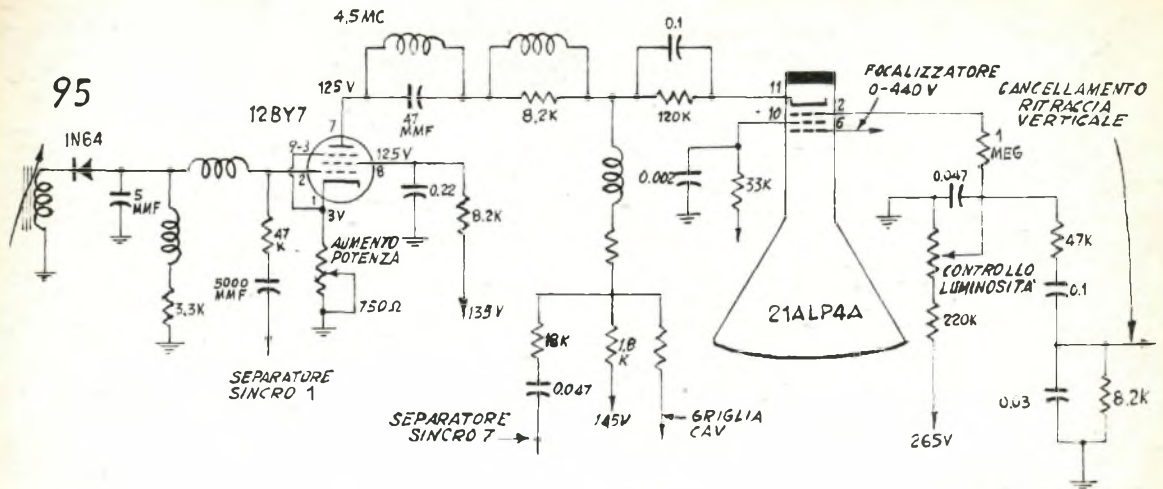 95
4,5MC
0.1
FOCALIZZATORE
0-440 V
CANCELLAMENTO
RITRACCIA
VERTICALE
1N64
12BY7
125V
7
47
MMF
8,2K
120K
11
10
2
6
9-3
2
125V
8
1
3V
5
MMF
0.22
8.2K
0.002
33K
1
MEG
0.047
47
K
AUMENTO
POTENZA
47K
5000
MMF
750Ω
135V
3,3K
CONTROLLO
LUMINOSITÀ
0.1
21ALP4A
220K
18K
1,8
K
SEPARATORE
SINCRO 1
0.047
0.03
8.2K
SEPARATORE
SINCRO 7
145V
GRIGLIA
CAV
265V